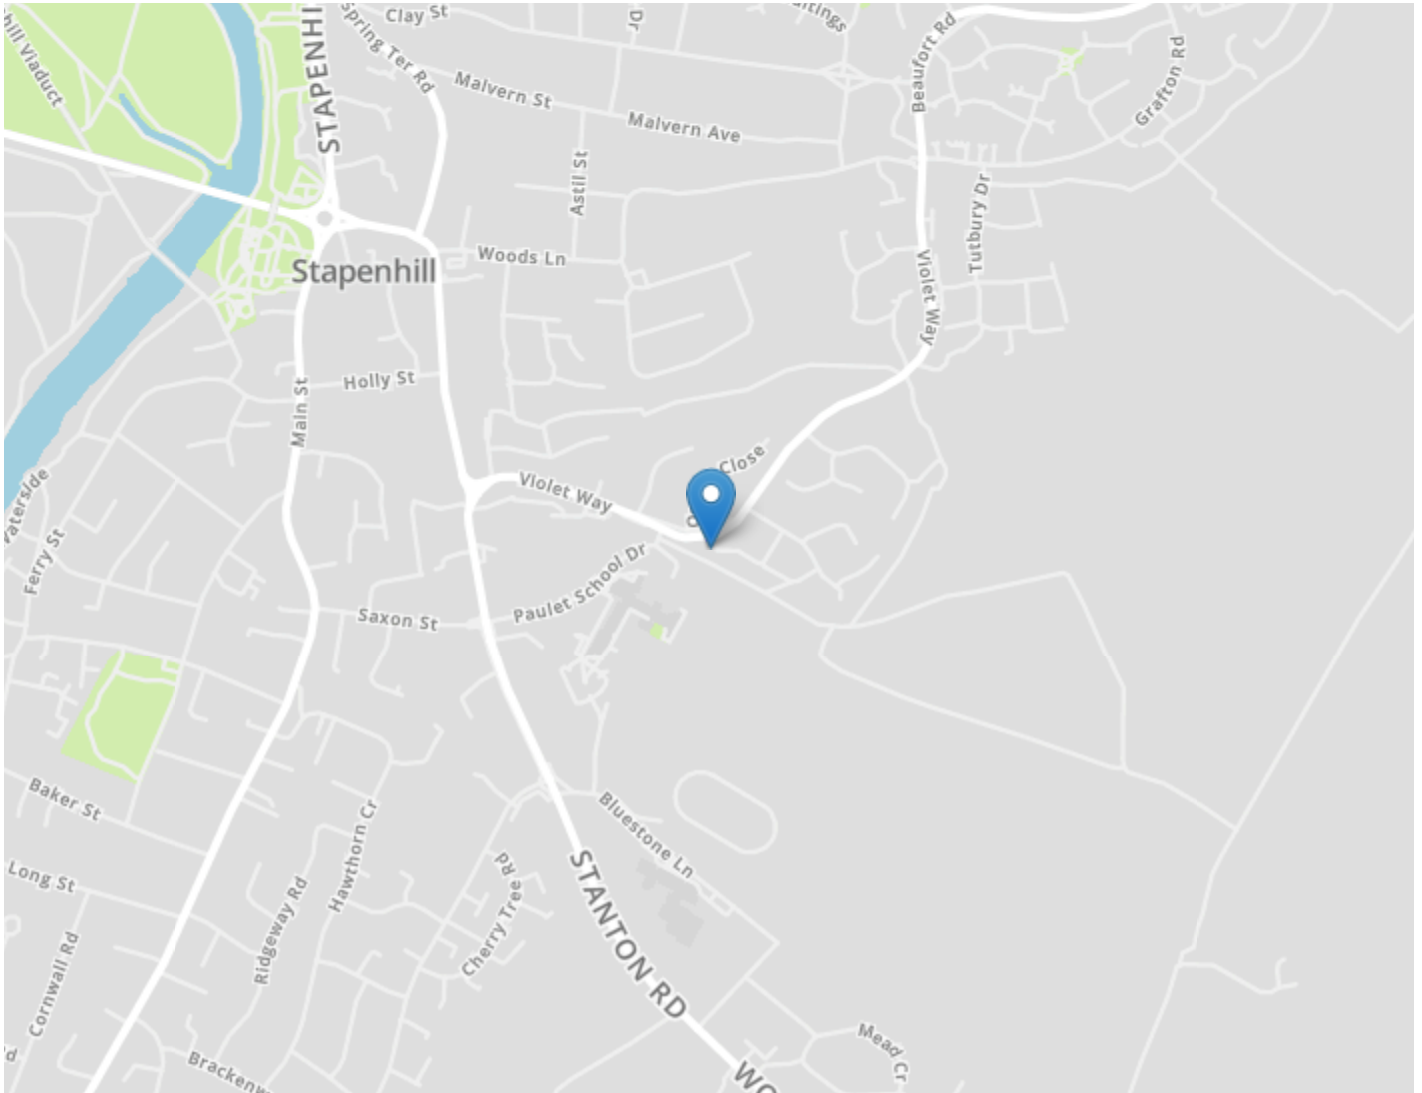 Clay St
Dr
Beaufort Rd
Spring Ter Rd
STAPENHI
Malvern St
Malvern Ave
Grafton Rd
Astil St
Tutbury Dr
Woods Ln
Stapenhill
Violet Way
Holly St
Main St
Close
Violet Way
Ferry St
Paulet School Dr
Saxon St
Baker St
Bluestone Ln
Hawthorn Cr
Long St
STANTON RD
Cherry Tree Rd
Ridgeway Rd
Cornwall Rd
Mead Cr